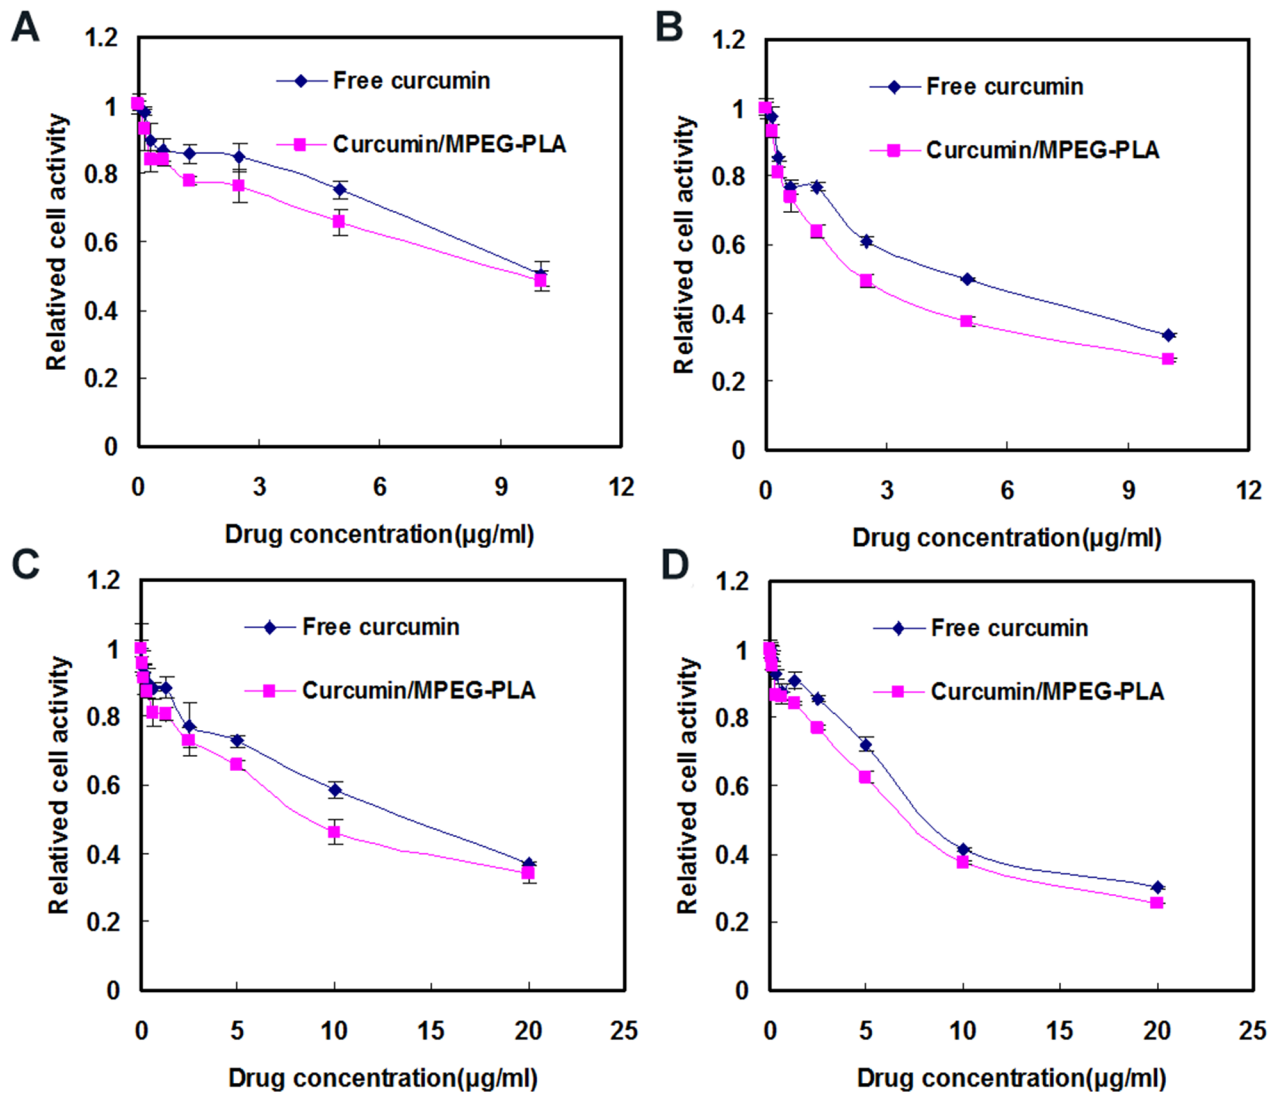 A
Relatived cell activity
1.2
1
0.8
0.6
0.4
0.2
0
Free curcumin
Curcumin/MPEG-PLA
0 3 6 9 12
Drug concentration(μg/ml)
B
Relatived cell activity
1.2
1
0.8
0.6
0.4
0.2
0
Free curcumin
Curcumin/MPEG-PLA
0 3 6 9 12
Drug concentration(μg/ml)
C
Relatived cell activity
1.2
1
0.8
0.6
0.4
0.2
0
Free curcumin
Curcumin/MPEG-PLA
0 5 10 15 20 25
Drug concentration(μg/ml)
D
Relatived cell activity
1.2
1
0.8
0.6
0.4
0.2
0
Free curcumin
Curcumin/MPEG-PLA
0 5 10 15 20 25
Drug concentration(μg/ml)